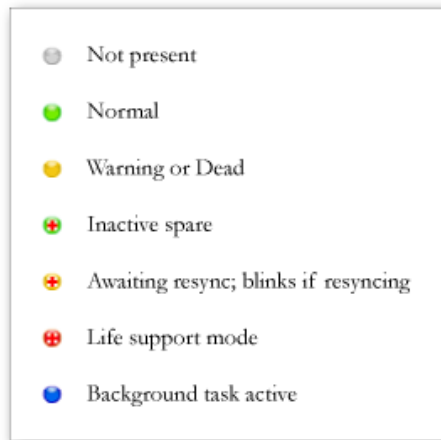 Not present
Normal
Warning or Dead
Inactive spare
Awaiting resync; blinks if resyncing
Life support mode
Background task active